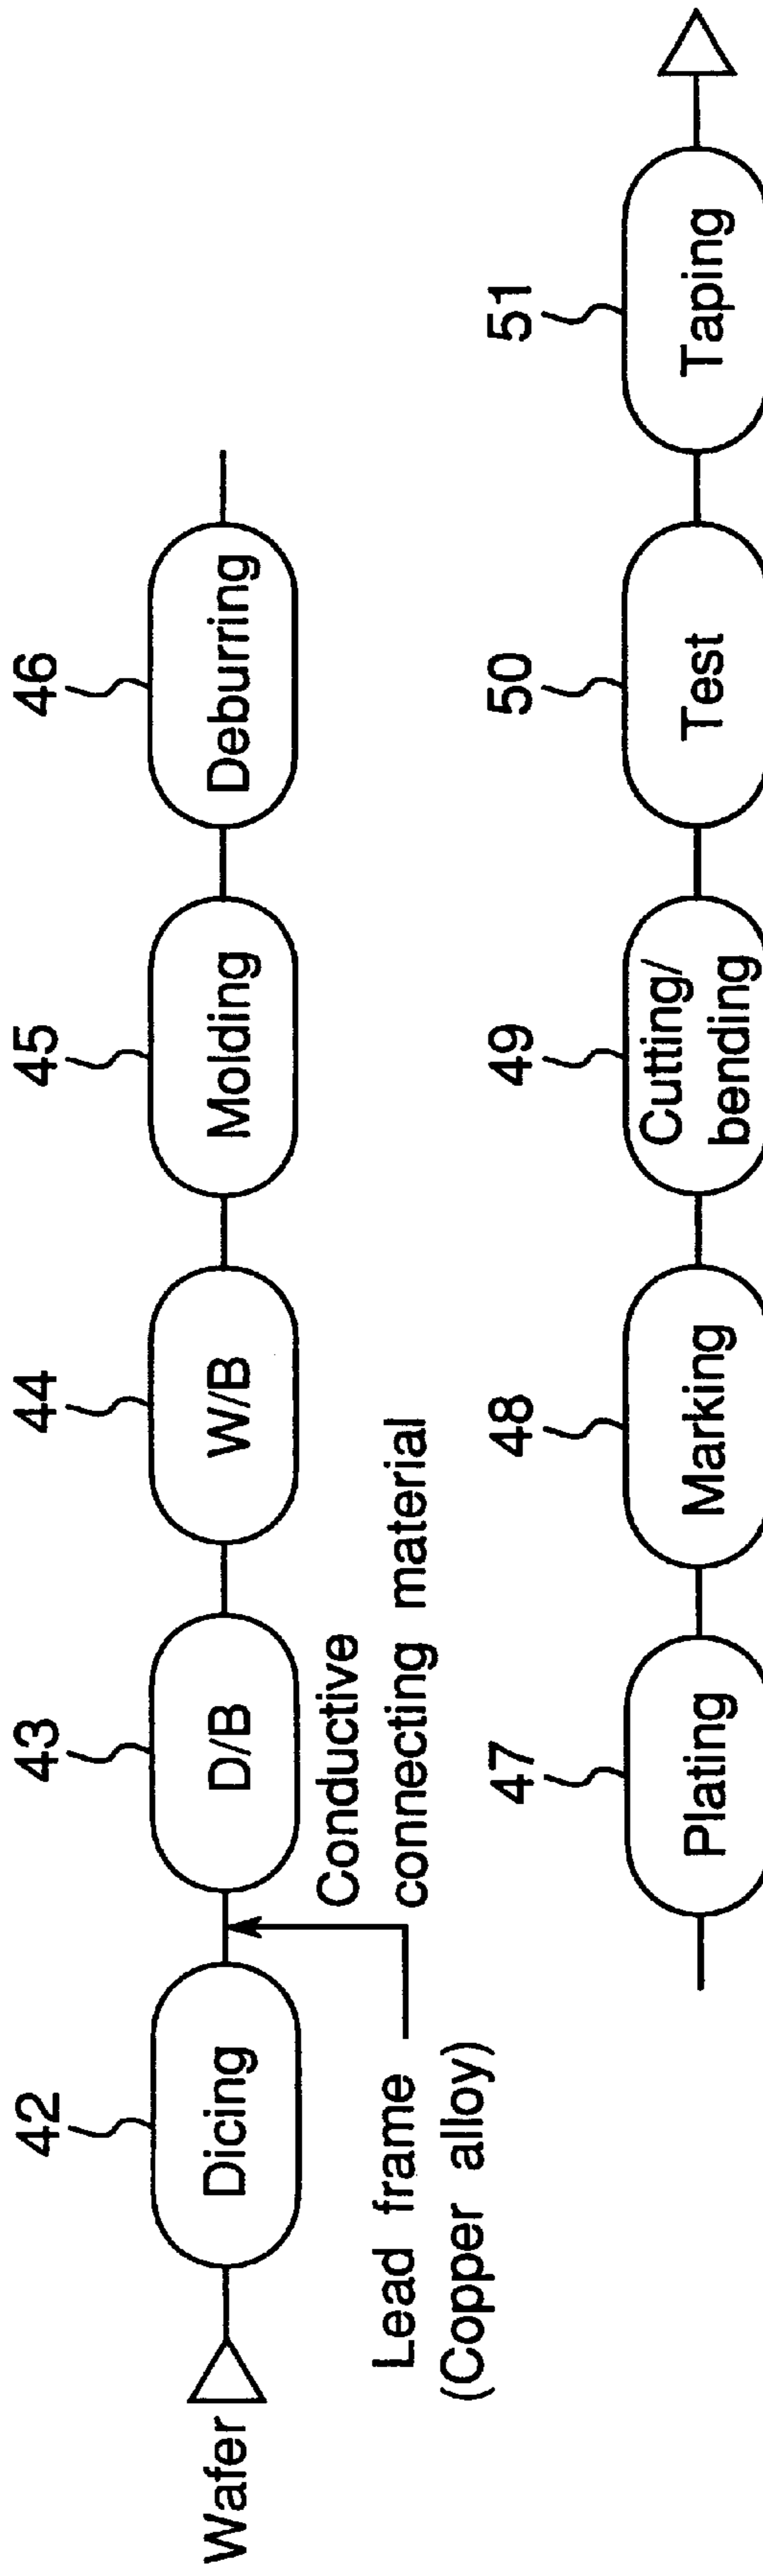 42
43
44
45
46
Wafer
Dicing
D/B
W/B
Molding
Deburring
Lead frame
(Copper alloy)
Conductive
connecting material
47
48
49
50
51
Plating
Marking
Cutting/
bending
Test
Taping